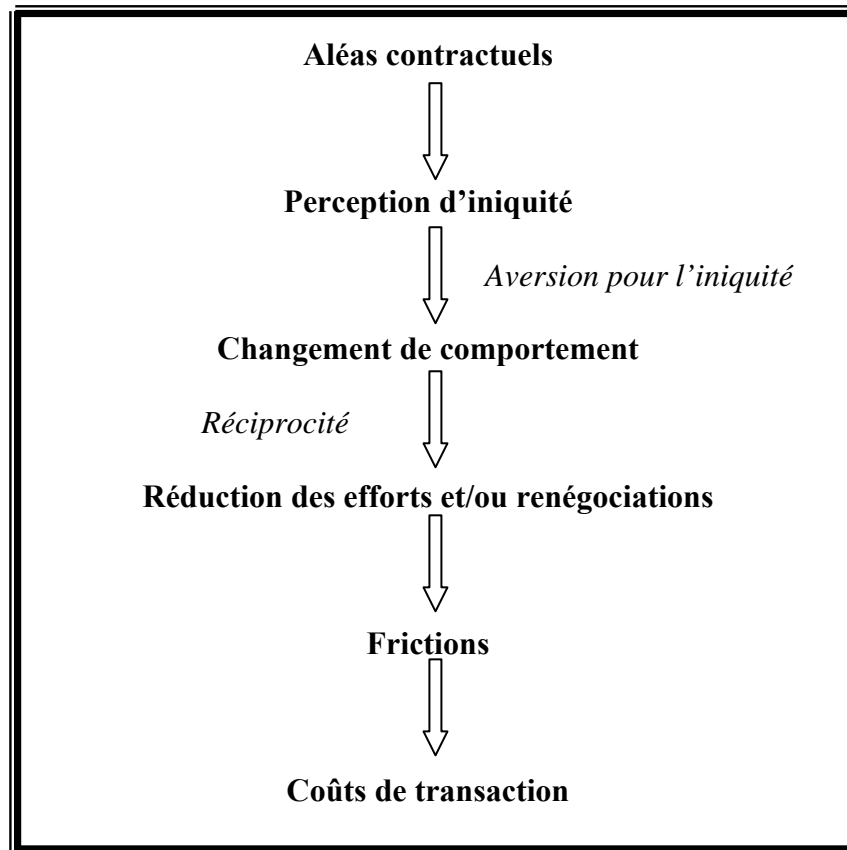 Aléas contractuels
Perception d’iniquité
Aversion pour l’iniquité
Changement de comportement
Réciprocité
Réduction des efforts et/ou renégociations
Frictions
Coûts de transaction